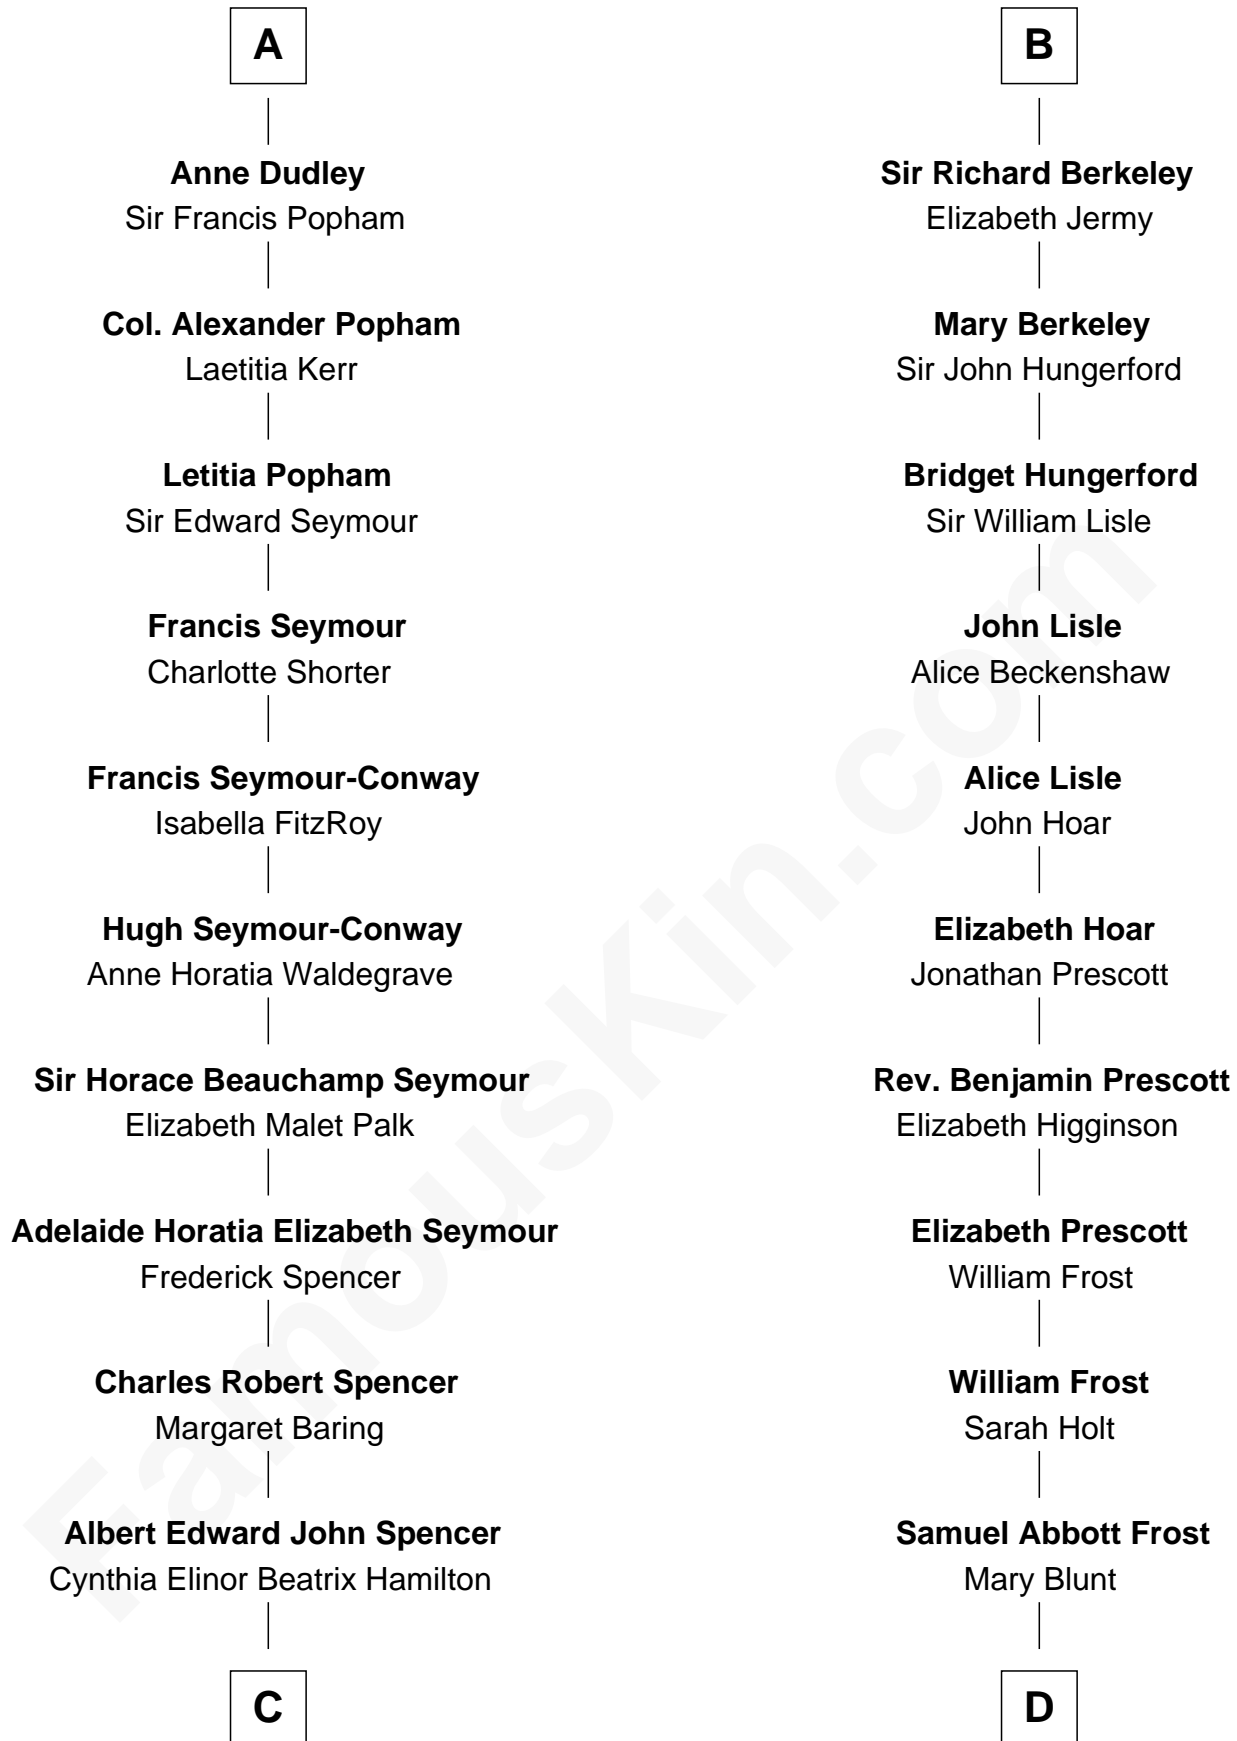 A
Anne Dudley
Sir Francis Popham
Col. Alexander Popham
Laetitia Kerr
Letitia Popham
Sir Edward Seymour
Francis Seymour
Charlotte Shorter
Francis Seymour-Conway
Isabella FitzRoy
Hugh Seymour-Conway
Anne Horatia Waldegrave
Sir Horace Beauchamp Seymour
Elizabeth Malet Palk
Adelaide Horatia Elizabeth Seymour
Frederick Spencer
Charles Robert Spencer
Margaret Baring
Albert Edward John Spencer
Cynthia Elinor Beatrix Hamilton
C
B
Sir Richard Berkeley
Elizabeth Jermy
Mary Berkeley
Sir John Hungerford
Bridget Hungerford
Sir William Lisle
John Lisle
Alice Beckenshaw
Alice Lisle
John Hoar
Elizabeth Hoar
Jonathan Prescott
Rev. Benjamin Prescott
Elizabeth Higginson
Elizabeth Prescott
William Frost
William Frost
Sarah Holt
Samuel Abbott Frost
Mary Blunt
D
FamousKin.com